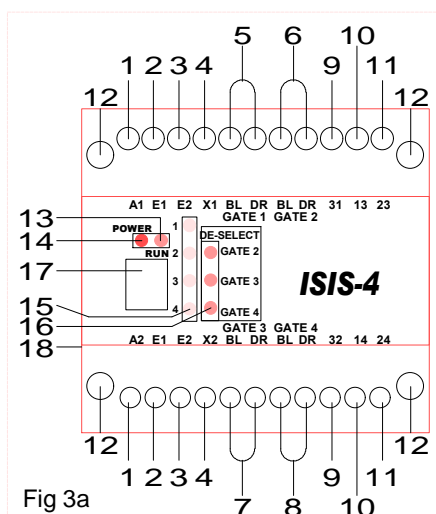 5 6 10
1 2 3 4 9 11
12 12
A1 E1 E2 X1 BL DR BL DR 31 13 23
GATE 1 GATE 2
13 POWER 1 DE-SELECT
14 RUN 2 GATE 2
17 ISIS-4
3 GATE 3
15
16 4 GATE 4
GATE 3 GATE 4
18 A2 E1 E2 X2 BL DR BL DR 32 14 24
12 12
1 2 3 4 9 11
7 8 10
Fig 3a